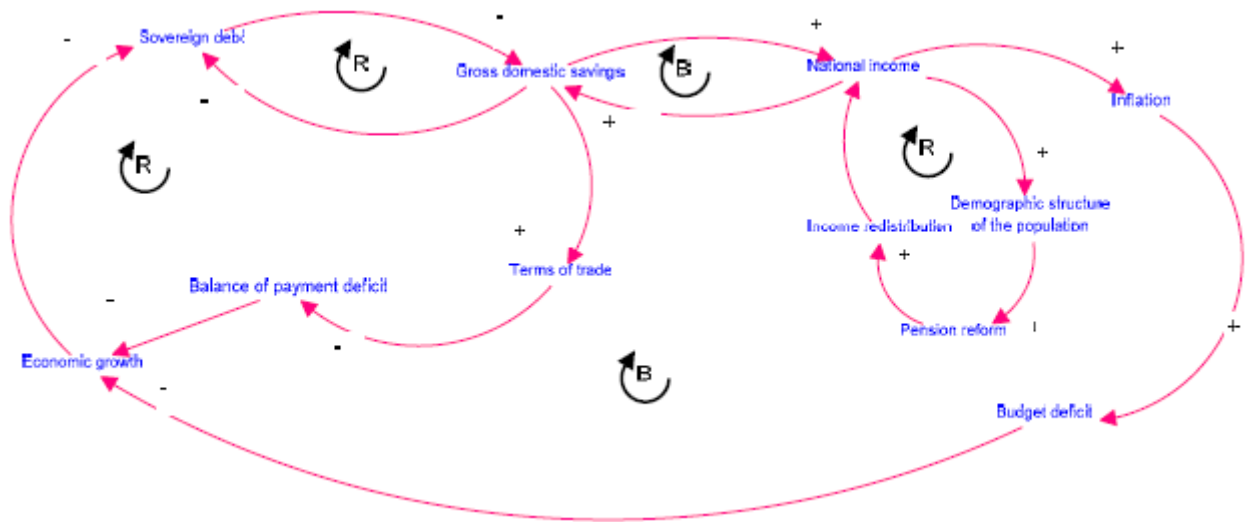 -
+
-
Sovereign debt
+
R
Gross domestic savings
B
National income
Inflation
-
+
R
R
+
Demographic structure
of the population
Income redistribution
+
+
Terms of trade
Balance of payment deficit
-
+
Pension reform
-
Economic growth
B
-
Budget deficit